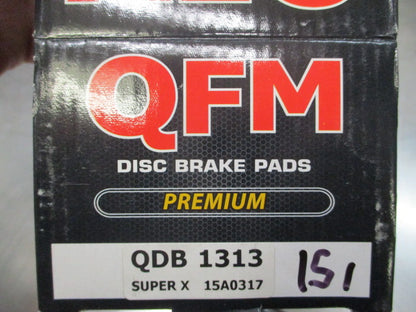 QFM
DISC BRAKE PADS
PREMIUM
QDB 1313
SUPER X 15A0317
151